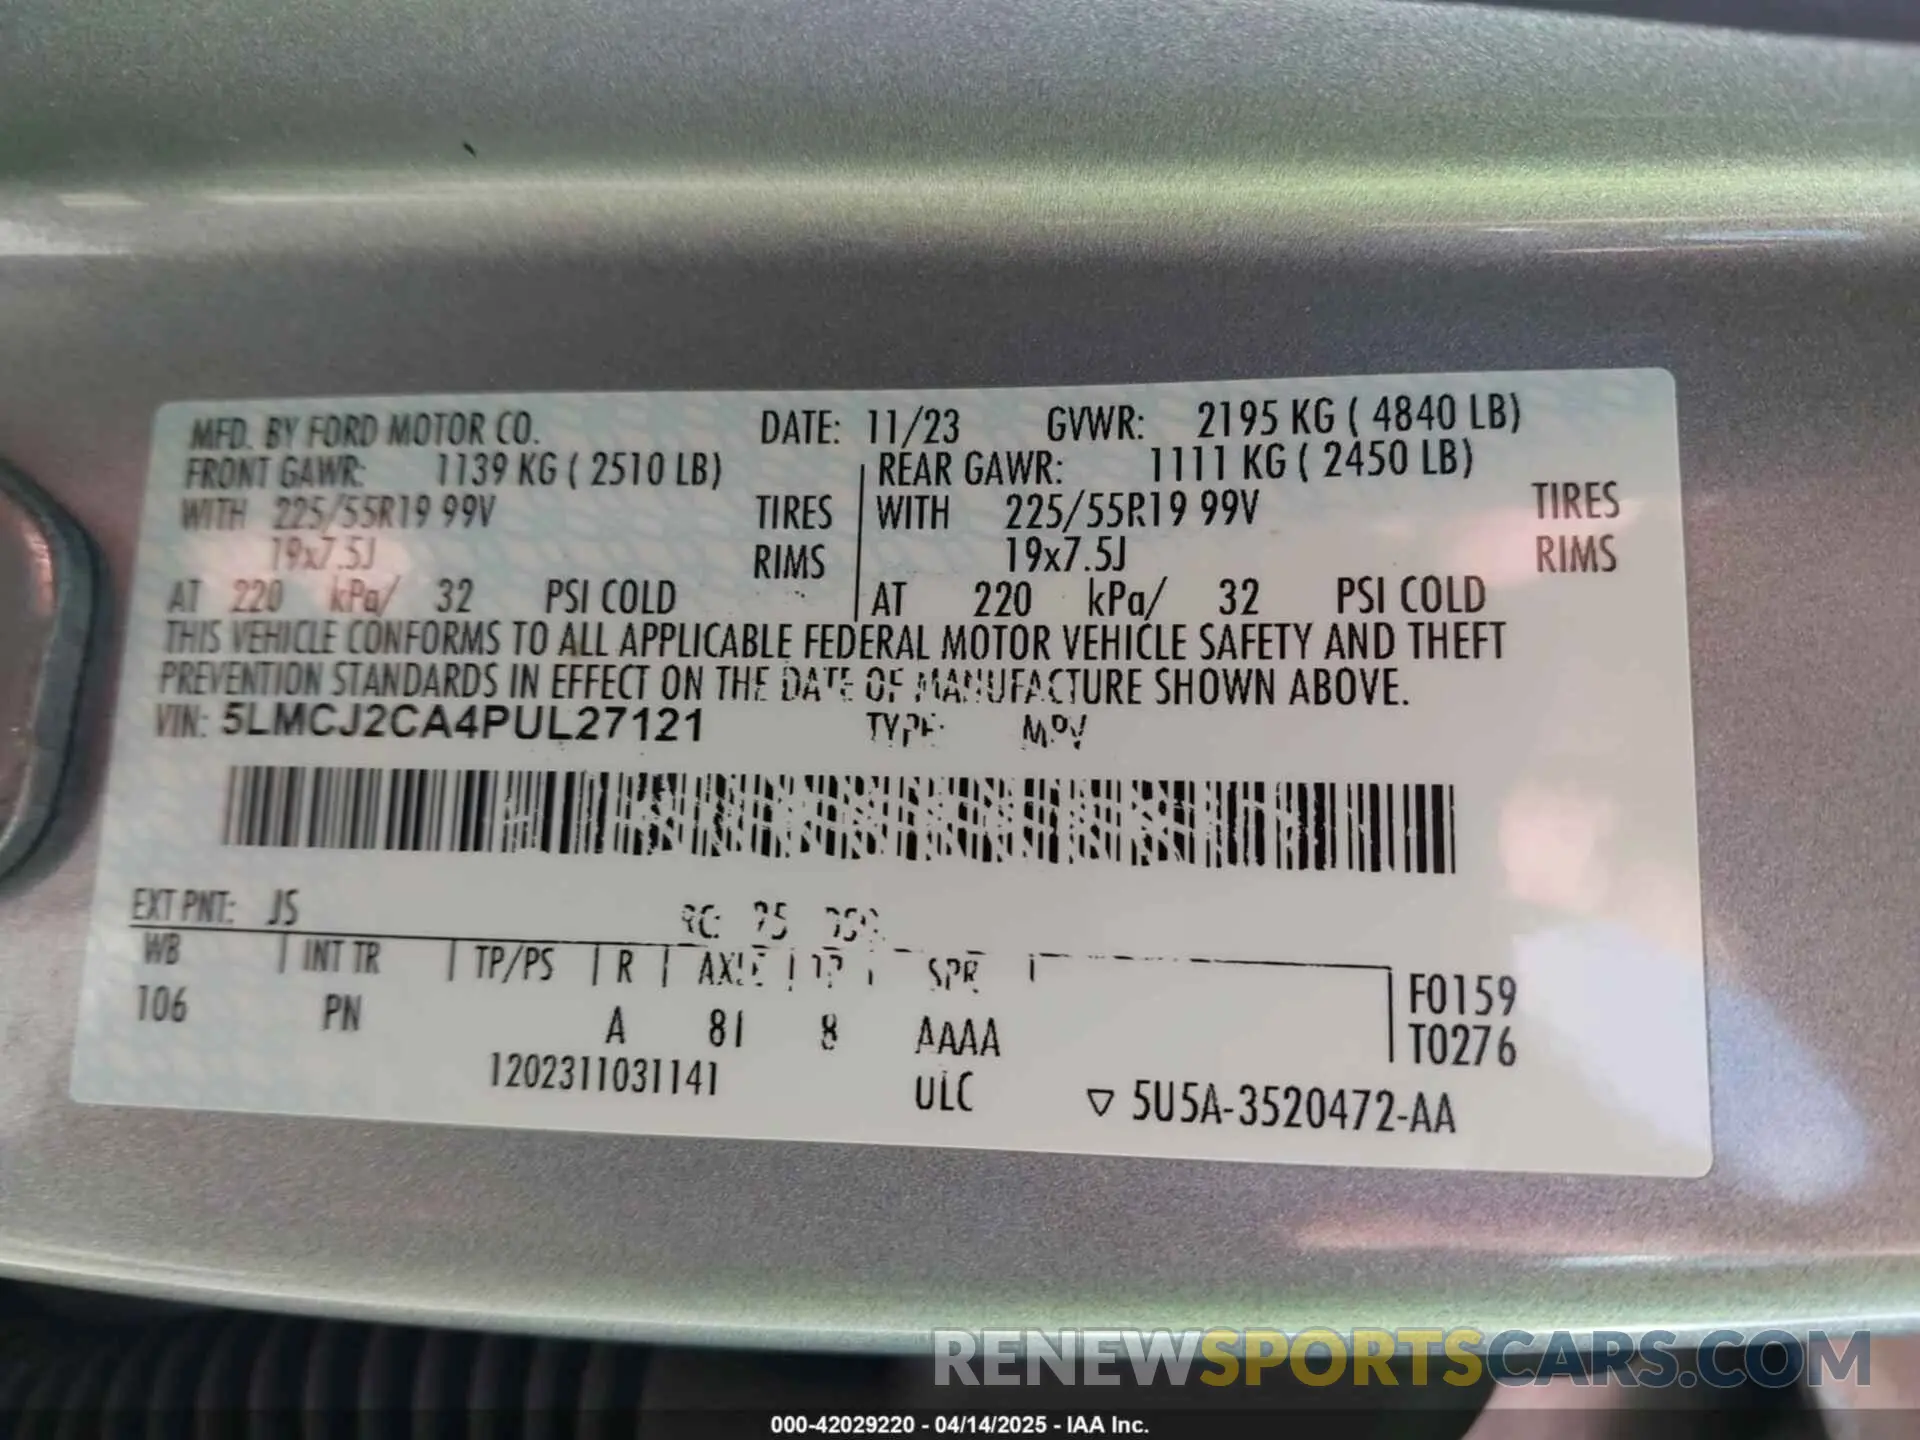 MFD. BY FORD MOTOR CO. DATE: 11/23 GVWR: 2195 KG ( 4840 LB)
FRONT GAWR: 1139 KG ( 2510 LB) REAR GAWR: 1111 KG ( 2450 LB)
WITH 225/55R19 99V TIRES WITH 225/55R19 99V TIRES
19x7.5J RIMS 19x7.5J RIMS
AT 220 kPa/ 32 PSI COLD AT 220 kPa/ 32 PSI COLD
THIS VEHICLE CONFORMS TO ALL APPLICABLE FEDERAL MOTOR VEHICLE SAFETY AND THEFT
PREVENTION STANDARDS IN EFFECT ON THE DATE OF MANUFACTURE SHOWN ABOVE.
VIN: 5LMCJ2CA4PUL27121 TYPE: MPV
EXT PNT: JS
WB INT TR TP/PS R AXLE SPR
106 PN A 81 8 AAAA
F0159
T0276
1202311031141 ULC ▽ 5U5A-3520472-AA
RENEWSPORTSCARS.COM
000-42029220 - 04/14/2025 - IAA Inc.